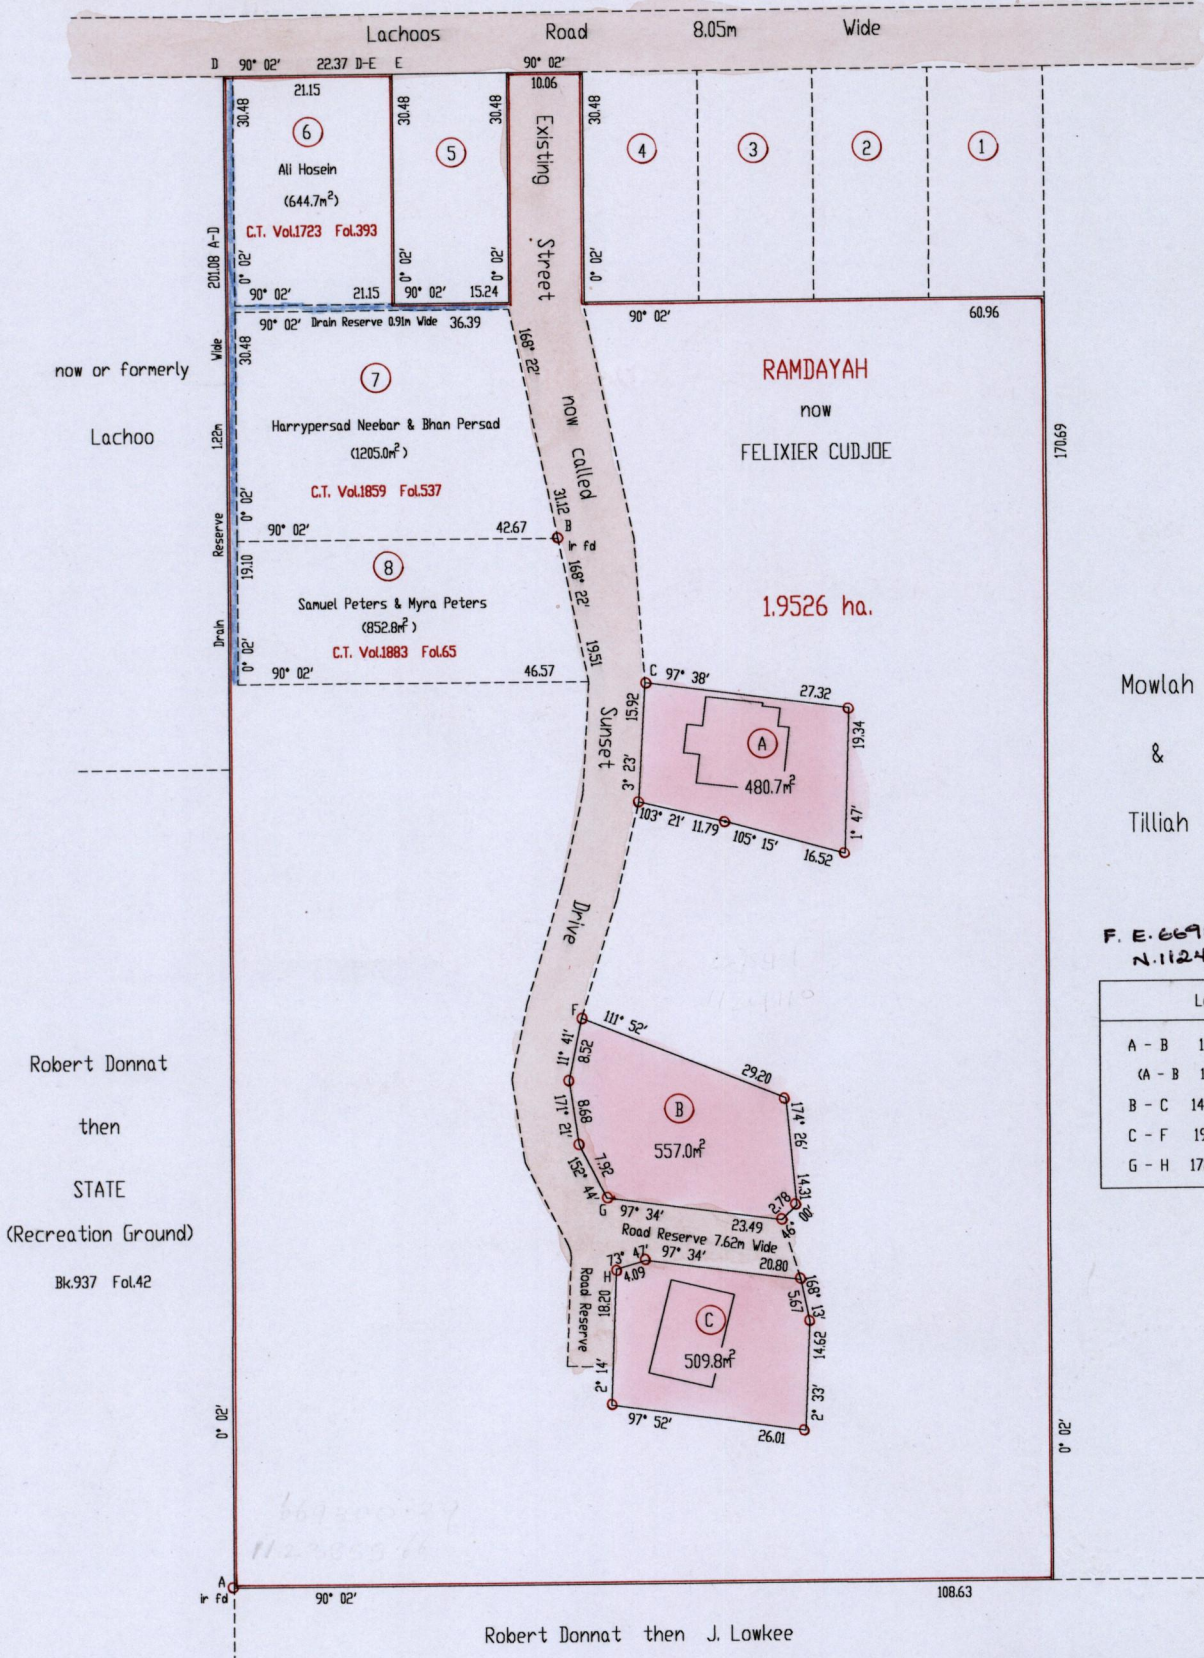 Lachoos Road 8.05m Wide
D 90° 02' 22.37 D-E E 90° 02'
21.15
10.06
30.48
30.48
30.48
30.48
6
Ali Hosein
(644.7m²)
C.T. Vol.1723 Fol.393
5
4
3
2
1
Existing Street now called Sunset Drive
201.08 A-D
0° 02'
0° 02'
0° 02'
0° 02'
90° 02' 21.15
90° 02' 15.24
90° 02' Drain Reserve 0.91m Wide 36.39
90° 02' 60.96
Drain Reserve 1.22m Wide
now or formerly
Lachoo
30.48
7
Harrypersad Neebar & Bhan Persad
(1205.0m²)
C.T. Vol.1859 Fol.537
0° 02'
90° 02' 42.67
168° 22'
31.12
B
ir fd
168° 22'
19.51
19.10
8
Samuel Peters & Myra Peters
(852.8m²)
C.T. Vol.1883 Fol.65
0° 02'
90° 02' 46.57
RAMDAYAH
now
FELIXIER CUDJOE
1.9526 ha.
170.69
Mowlah
&
Tilliah
C 97° 38' 27.32
15.92
3° 23'
A
480.7m²
19.34
1° 47'
103° 21' 11.79
105° 15' 16.52
F. E.669
N.1124
A - B 1
(A - B 1
B - C 14
C - F 19
G - H 17
Robert Donnat
then
STATE
(Recreation Ground)
Bk.937 Fol.42
F 111° 52' 29.20
11° 41' 8.52
171° 21' 8.68
152° 44' 7.92
B
557.0m²
174° 26' 14.31
2.78
46° 00'
G 97° 34' 23.49
Road Reserve 7.62m Wide
73° 47'
H 4.09
97° 34' 20.80
168° 13'
5.67
Road Reserve
18.20
2° 14'
C
509.8m²
14.62
2° 33'
97° 52' 26.01
0° 02'
0° 02'
A
ir fd
90° 02' 108.63
Robert Donnat then J. Lowkee